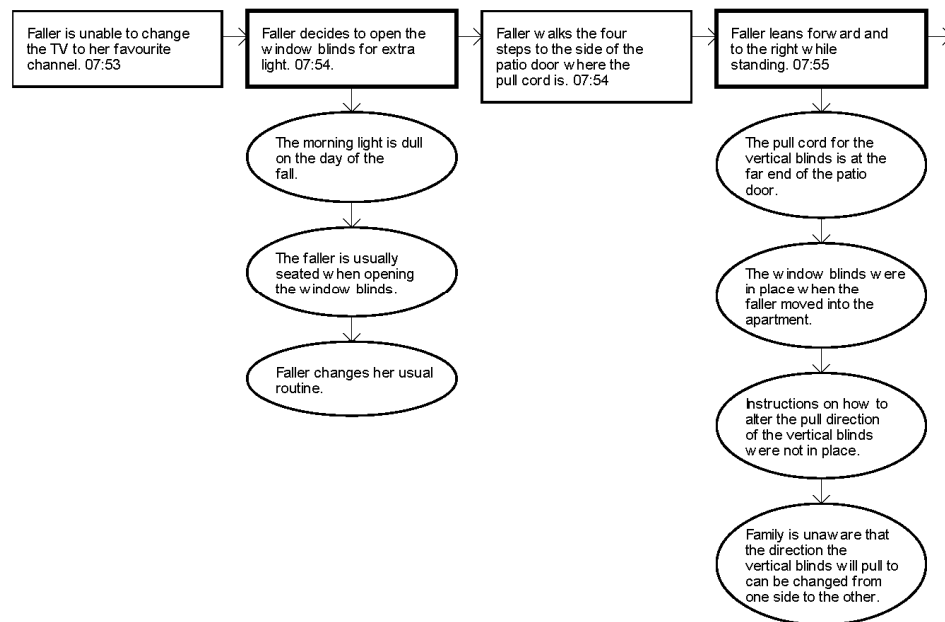 Faller is unable to change
the TV to her favourite
channel. 07:53
Faller decides to open the
window blinds for extra
light. 07:54.
Faller walks the four
steps to the side of the
patio door where the
pull cord is. 07:54
Faller leans forward and
to the right while
standing. 07:55
The morning light is dull
on the day of the
fall.
The faller is usually
seated when opening
the window blinds.
Faller changes her usual
routine.
The pull cord for the
vertical blinds is at the
far end of the patio
door.
The window blinds were
in place when the
faller moved into the
apartment.
Instructions on how to
alter the pull direction
of the vertical blinds
were not in place.
Family is unaware that
the direction the
vertical blinds will pull to
can be changed from
one side to the other.